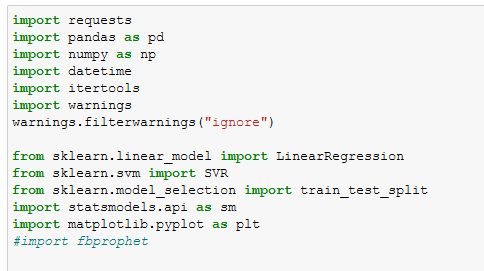 import requests
import pandas as pd
import numpy as np
import datetime
import itertools
import warnings
warnings.filterwarnings("ignore")
from sklearn.linear_model import LinearRegression
from sklearn.svm import SVR
from sklearn.model_selection import train_test_split
import statsmodels.api as sm
import matplotlib.pyplot as plt
#import fbprophet